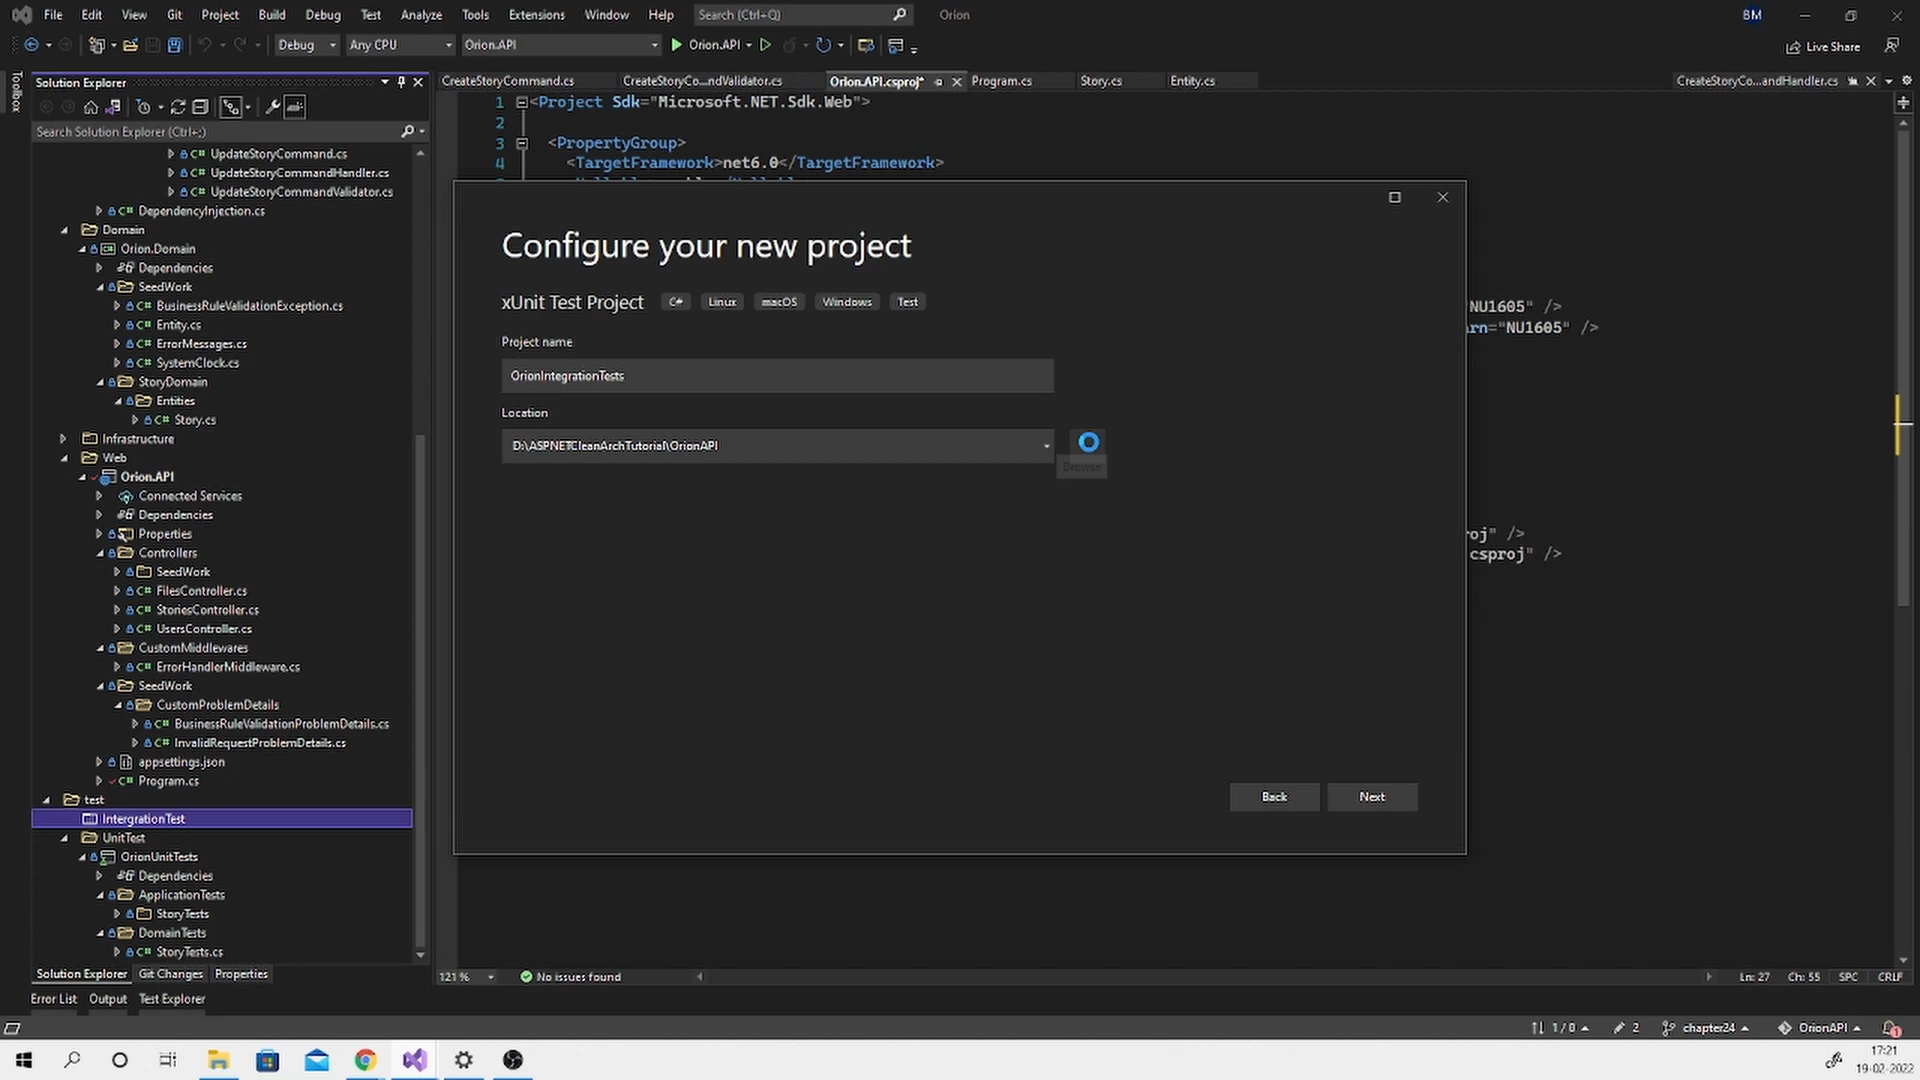 File Edit View Git Project Build Debug Test Analyze Tools Extensions Window Help Search (Ctrl+Q) Orion BM
Debug Any CPU Orion.API Orion.API Live Share
Toolbox
Solution Explorer
Search Solution Explorer (Ctrl+;)
UpdateStoryCommand.cs
UpdateStoryCommandHandler.cs
UpdateStoryCommandValidator.cs
DependencyInjection.cs
Domain
Orion.Domain
Dependencies
SeedWork
BusinessRuleValidationException.cs
Entity.cs
ErrorMessages.cs
SystemClock.cs
StoryDomain
Entities
Story.cs
Infrastructure
Web
Orion.API
Connected Services
Dependencies
Properties
Controllers
SeedWork
FilesController.cs
StoriesController.cs
UsersController.cs
CustomMiddlewares
ErrorHandlerMiddleware.cs
SeedWork
CustomProblemDetails
BusinessRuleValidationProblemDetails.cs
InvalidRequestProblemDetails.cs
appsettings.json
Program.cs
test
IntergrationTest
UnitTest
OrionUnitTests
Dependencies
ApplicationTests
StoryTests
DomainTests
StoryTests.cs
Solution Explorer Git Changes Properties
Error List Output Test Explorer
CreateStoryCommand.cs CreateStoryCo...ndValidator.cs Orion.API.csproj* Program.cs Story.cs Entity.cs CreateStoryCo...andHandler.cs
1 <Project Sdk="Microsoft.NET.Sdk.Web">
2
3 <PropertyGroup>
4 <TargetFramework>net6.0</TargetFramework>
NU1605" />
arn="NU1605" />
oj" />
csproj" />
Configure your new project
xUnit Test Project C# Linux macOS Windows Test
Project name
OrionIntegrationTests
Location
D:\ASPNETCleanArchTutorial\OrionAPI
Browse
Back Next
121 % No issues found Ln: 27 Ch: 55 SPC CRLF
1 / 0 2 chapter24 OrionAPI 1
17:21
19-02-2022